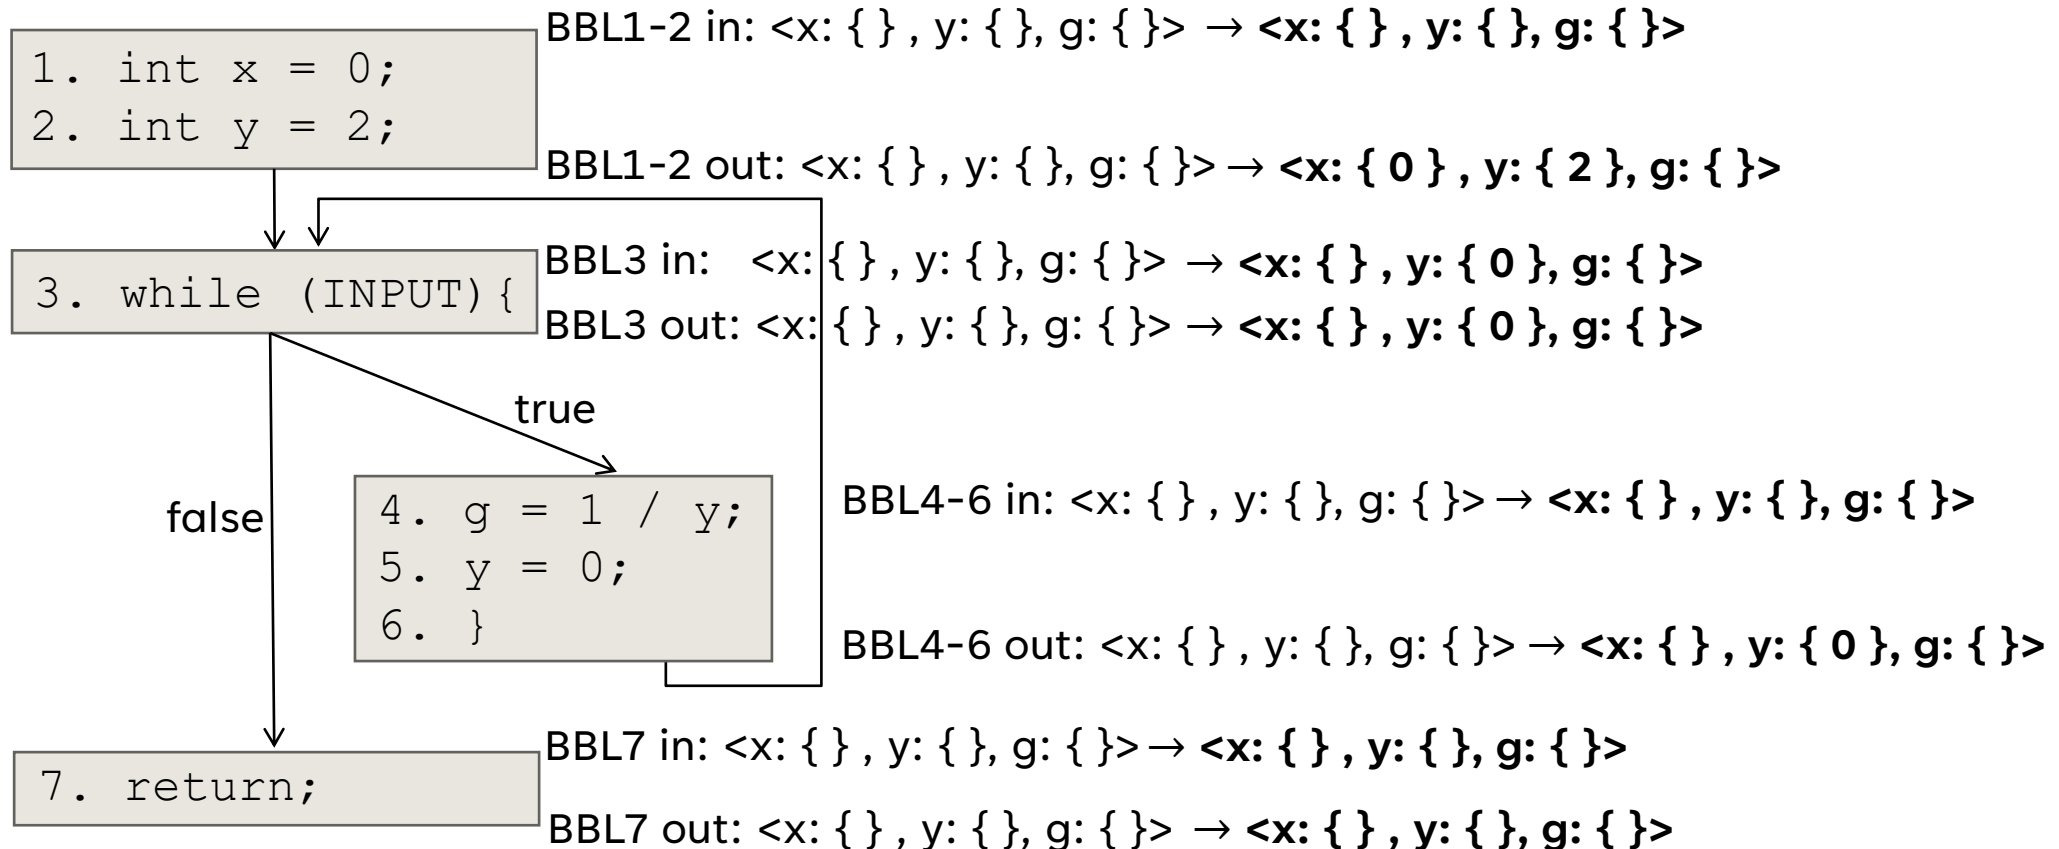 BBL1-2 in: <x: { } , y: { }, g: { }> → <x: { } , y: { }, g: { }>
1. int x = 0;
2. int y = 2;
BBL1-2 out: <x: { } , y: { }, g: { }> → <x: { 0 } , y: { 2 }, g: { }>
BBL3 in: <x: { } , y: { }, g: { }> → <x: { } , y: { 0 }, g: { }>
3. while (INPUT){
BBL3 out: <x: { } , y: { }, g: { }> → <x: { } , y: { 0 }, g: { }>
true
false
BBL4-6 in: <x: { } , y: { }, g: { }> → <x: { } , y: { }, g: { }>
4. g = 1 / y;
5. y = 0;
6. }
BBL4-6 out: <x: { } , y: { }, g: { }> → <x: { } , y: { 0 }, g: { }>
BBL7 in: <x: { } , y: { }, g: { }> → <x: { } , y: { }, g: { }>
7. return;
BBL7 out: <x: { } , y: { }, g: { }> → <x: { } , y: { }, g: { }>